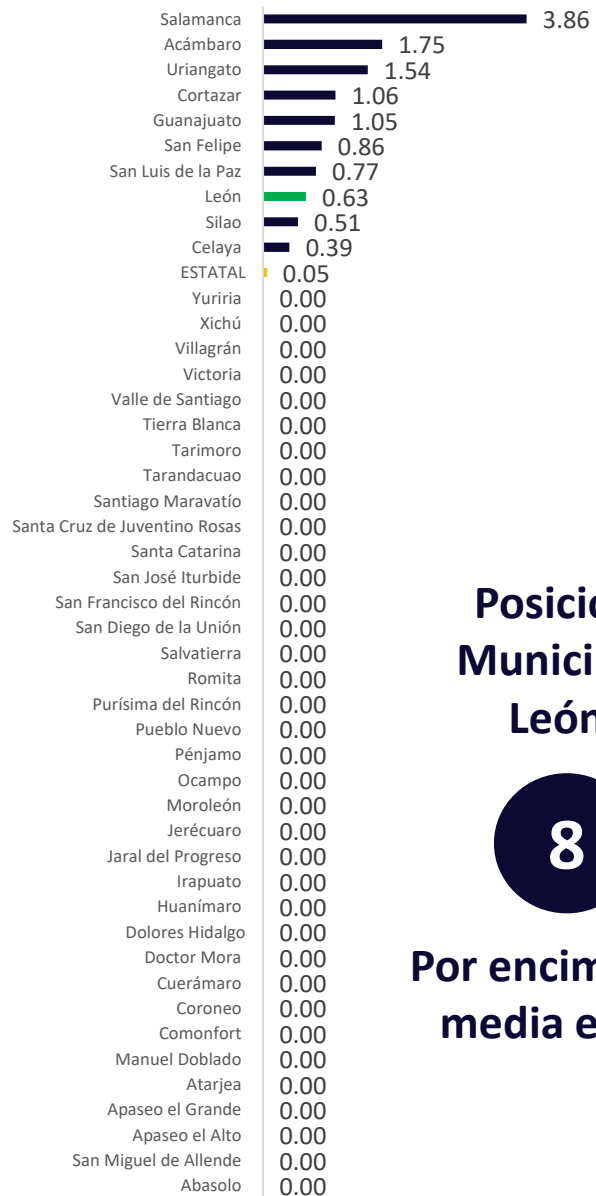 Salamanca 3.86
Acámbaro 1.75
Uriangato 1.54
Cortazar 1.06
Guanajuato 1.05
San Felipe 0.86
San Luis de la Paz 0.77
León 0.63
Silao 0.51
Celaya 0.39
ESTATAL 0.05
Yuriria 0.00
Xichú 0.00
Villagrán 0.00
Victoria 0.00
Valle de Santiago 0.00
Tierra Blanca 0.00
Tarimoro 0.00
Tarandacuao 0.00
Santiago Maravatío 0.00
Santa Cruz de Juventino Rosas 0.00
Santa Catarina 0.00
San José Iturbide 0.00
San Francisco del Rincón 0.00
San Diego de la Unión 0.00
Salvatierra 0.00
Romita 0.00
Purísima del Rincón 0.00
Pueblo Nuevo 0.00
Pénjamo 0.00
Ocampo 0.00
Moroleón 0.00
Jerécuaro 0.00
Jaral del Progreso 0.00
Irapuato 0.00
Huanímaro 0.00
Dolores Hidalgo 0.00
Doctor Mora 0.00
Cuerámaro 0.00
Coroneo 0.00
Comonfort 0.00
Manuel Doblado 0.00
Atarjea 0.00
Apaseo el Grande 0.00
Apaseo el Alto 0.00
San Miguel de Allende 0.00
Abasolo 0.00
León
8
Por
media